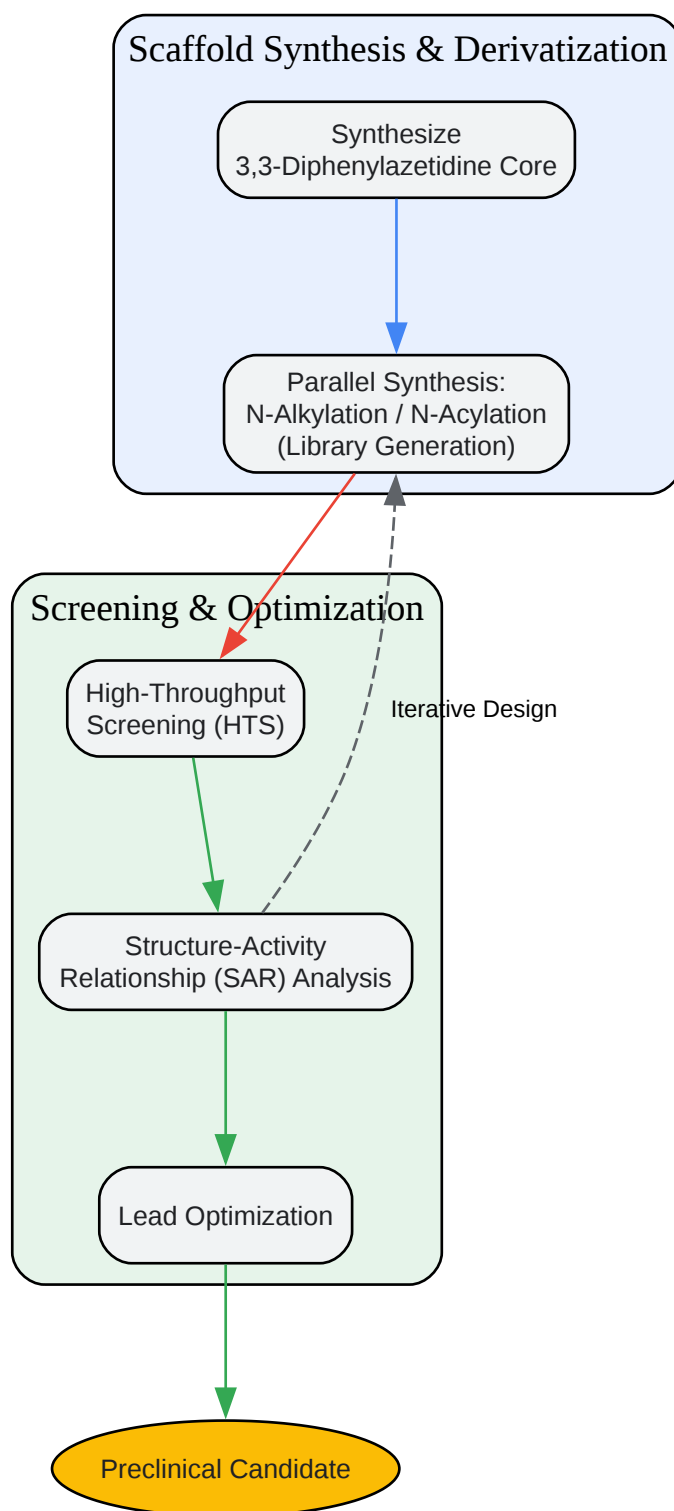 Scaffold Synthesis & Derivatization
Synthesize
3,3-Diphenylazetidine Core
Parallel Synthesis:
N-Alkylation / N-Acylation
(Library Generation)
Screening & Optimization
High-Throughput
Screening (HTS)
Iterative Design
Structure-Activity
Relationship (SAR) Analysis
Lead Optimization
Preclinical Candidate